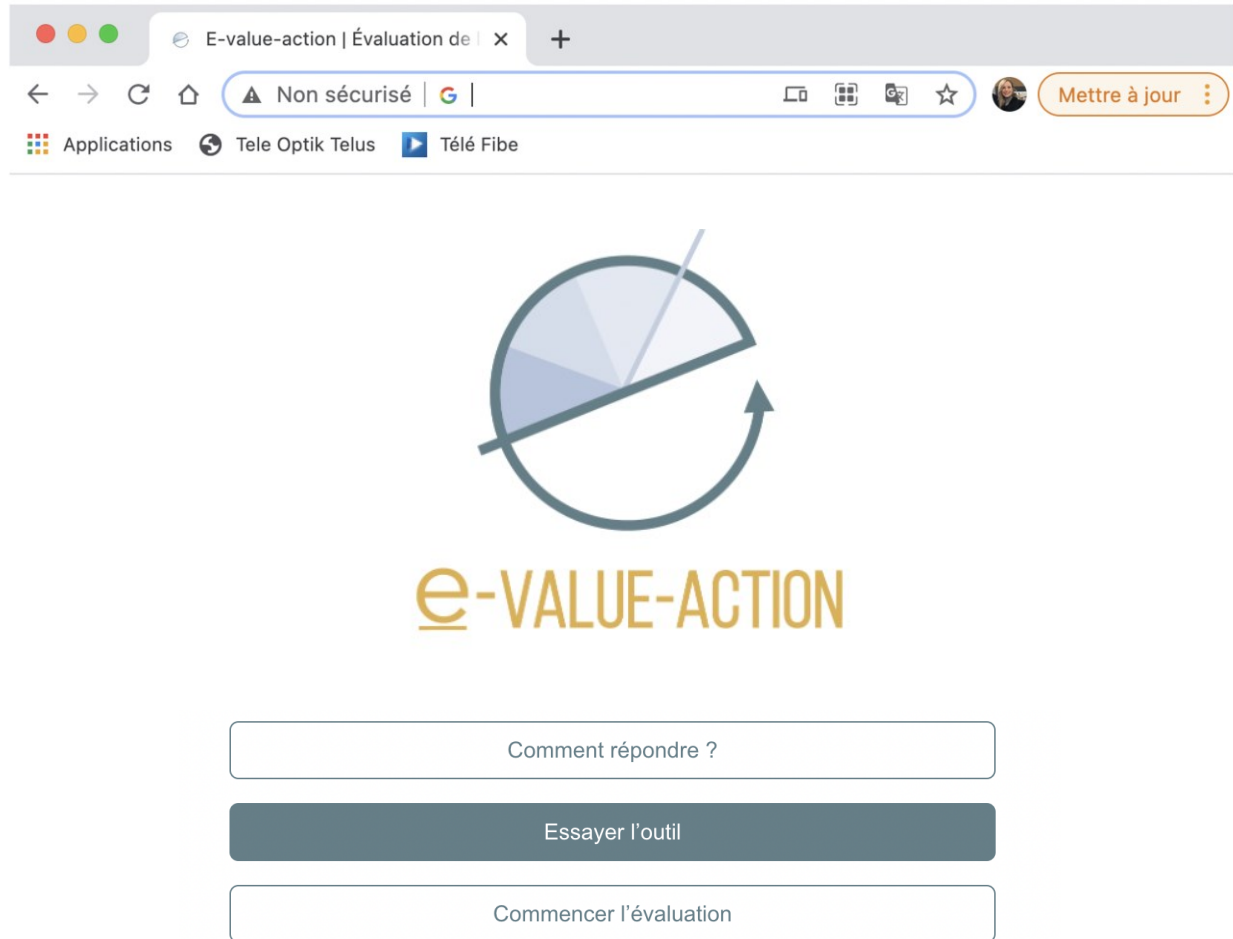 E-value-action | Évaluation de
Non sécurisé
Mettre à jour
Applications Tele Optik Telus Télé Fibe
e-VALUE-ACTION
Comment répondre ?
Essayer l'outil
Commencer l'évaluation